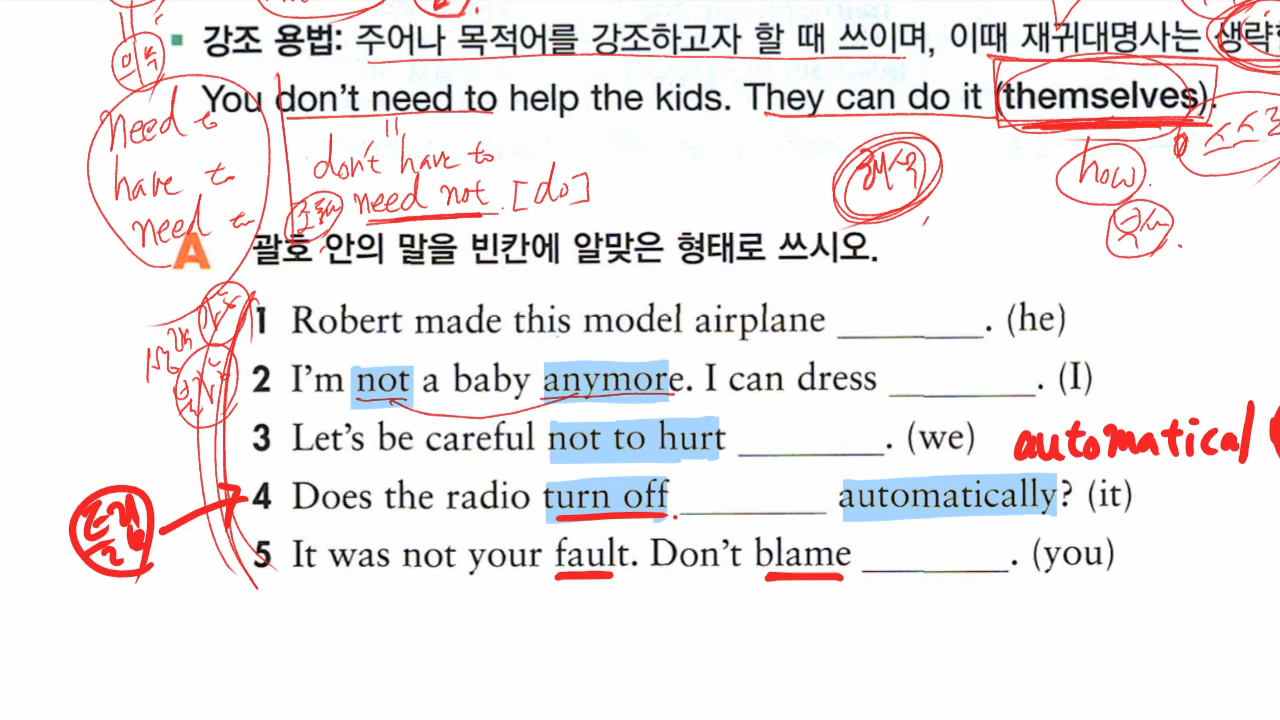 강조 용법: 주어나 목적어를 강조하고자 할 때 쓰이며, 이때 재귀대명사는 생략
You don't need to help the kids. They can do it (themselves).
need to
have to
need to
don't have to
need not [do]
how
A 괄호 안의 말을 빈칸에 알맞은 형태로 쓰시오.
1 Robert made this model airplane ________. (he)
2 I'm not a baby anymore. I can dress ________. (I)
3 Let's be careful not to hurt ________. (we)
automatical
4 Does the radio turn off ________ automatically? (it)
5 It was not your fault. Don't blame ________. (you)